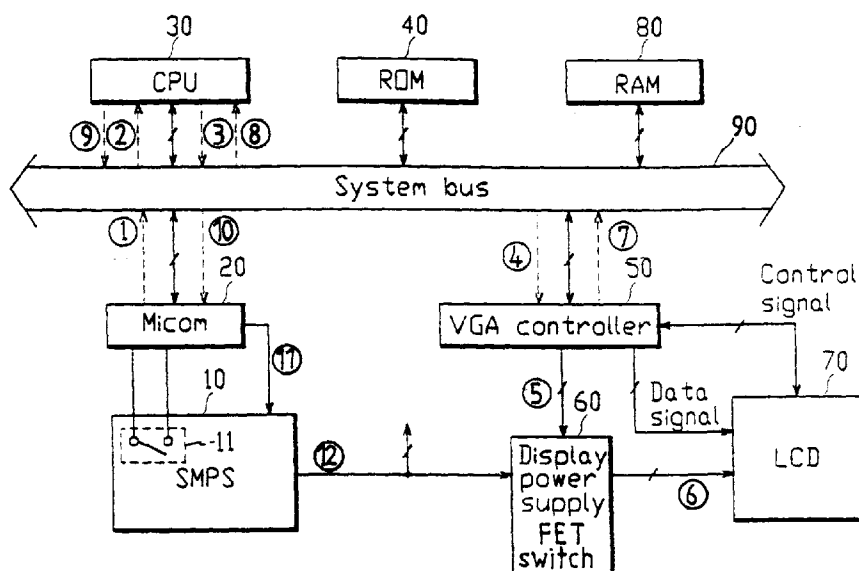 30
40
80
CPU
ROM
RAM
⑨ ② ③ ⑧
90
System bus
① ⑩ ④ ⑦
20
50
Control
signal
Micom
VGA controller
⑪
⑤
70
10
60
Data
signal
11
SMPS
⑫
Display
power
supply
FET
switch
⑥
LCD